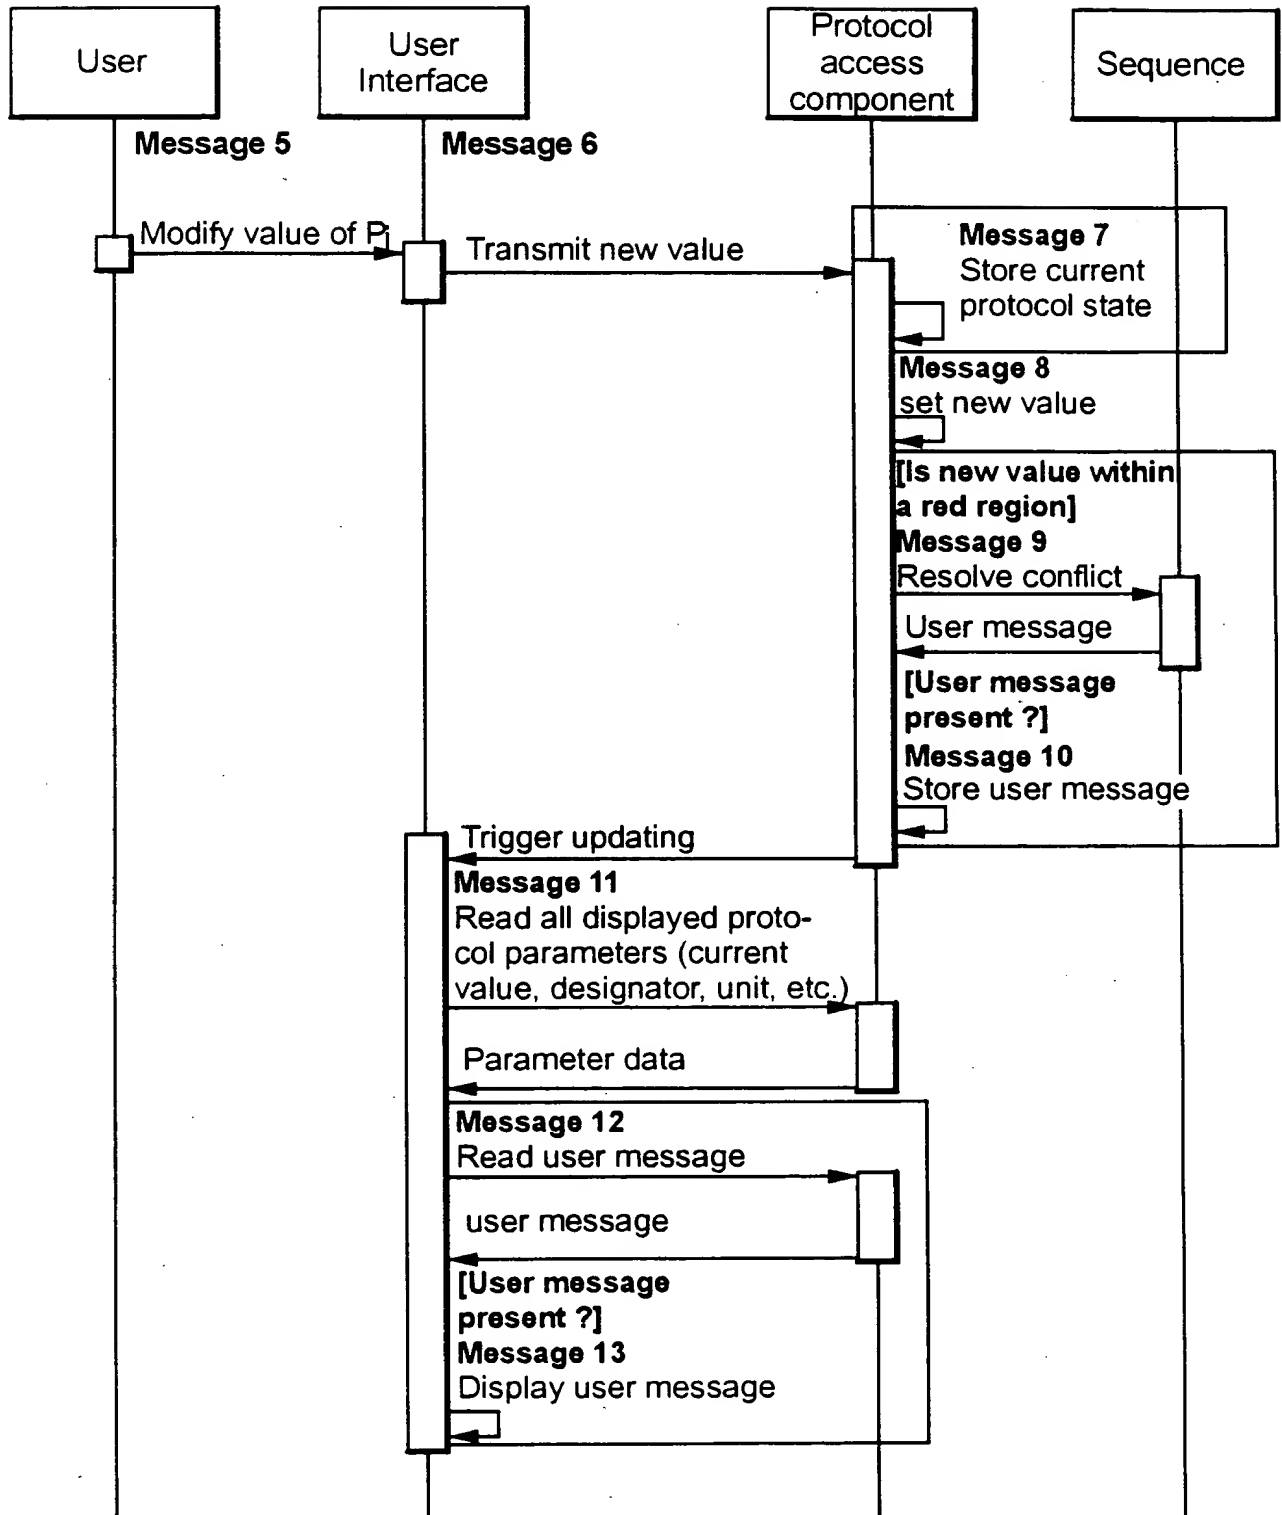 User
User
Interface
Protocol
access
component
Sequence
Message 5
Message 6
Modify value of Pj
Transmit new value
Message 7
Store current
protocol state
Message 8
set new value
[Is new value within
a red region]
Message 9
Resolve conflict
User message
[User message
present ?]
Message 10
Store user message
Trigger updating
Message 11
Read all displayed proto-
col parameters (current
value, designator, unit, etc.)
Parameter data
Message 12
Read user message
user message
[User message
present ?]
Message 13
Display user message